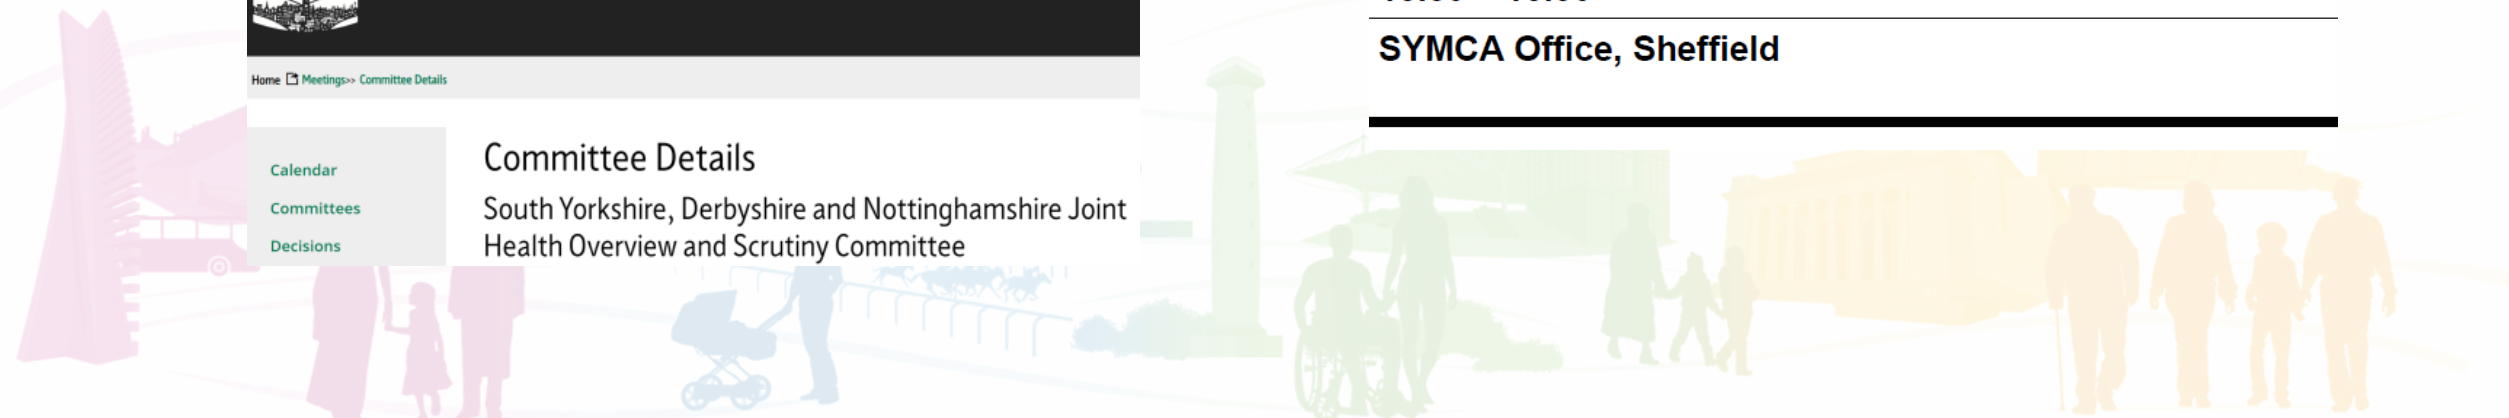 Home Meetings>> Committee Details
Calendar
Committees
Decisions
Committee Details
South Yorkshire, Derbyshire and Nottinghamshire Joint
Health Overview and Scrutiny Committee
SYMCA Office, Sheffield